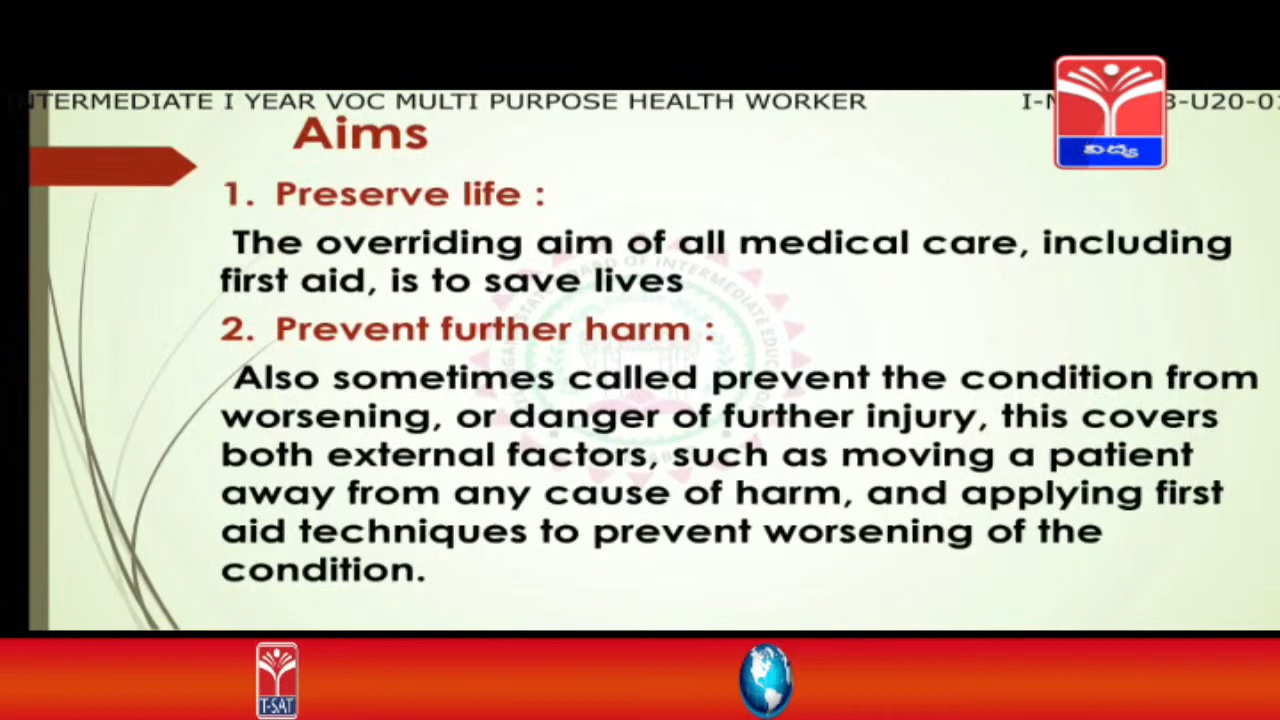 INTERMEDIATE I YEAR VOC MULTI PURPOSE HEALTH WORKER
విద్య
Aims
1. Preserve life :
The overriding aim of all medical care, including
first aid, is to save lives
2. Prevent further harm :
Also sometimes called prevent the condition from
worsening, or danger of further injury, this covers
both external factors, such as moving a patient
away from any cause of harm, and applying first
aid techniques to prevent worsening of the
condition.
T-SAT